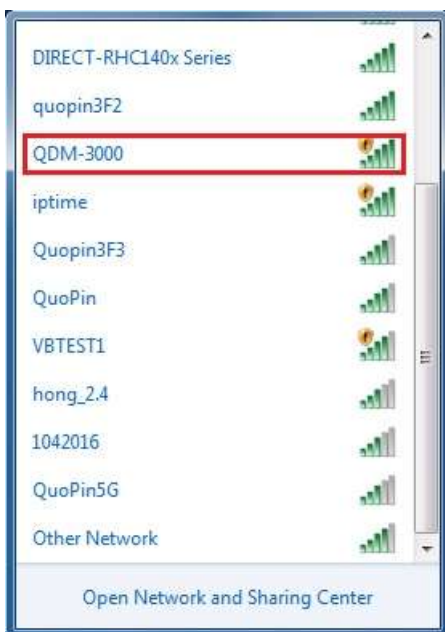 DIRECT-RHC140x Series
quopin3F2
QDM-3000
iptime
Quopin3F3
QuoPin
VBTEST1
hong_2.4
1042016
QuoPin5G
Other Network
Open Network and Sharing Center